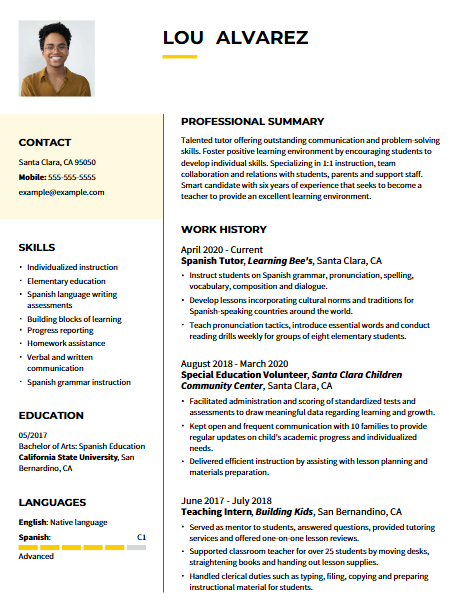 LOU ALVAREZ
CONTACT
Santa Clara, CA 95050
Mobile: 555-555-5555
example@example.com
SKILLS
• Individualized instruction
• Elementary education
• Spanish language writing
assessments
• Building blocks of learning
• Progress reporting
• Homework assistance
• Verbal and written
communication
• Spanish grammar instruction
EDUCATION
05/2017
Bachelor of Arts: Spanish Education
California State University, San
Bernardino, CA
LANGUAGES
English: Native language
Spanish: C1
Advanced
PROFESSIONAL SUMMARY
Talented tutor offering outstanding communication and problem-solving
skills. Foster positive learning environment by encouraging students to
develop individual skills. Specializing in 1:1 instruction, team
collaboration and relations with students, parents and support staff.
Smart candidate with six years of experience that seeks to become a
teacher to provide an excellent learning environment.
WORK HISTORY
April 2020 - Current
Spanish Tutor, Learning Bee's, Santa Clara, CA
• Instruct students on Spanish grammar, pronunciation, spelling,
vocabulary, composition and dialogue.
• Develop lessons incorporating cultural norms and traditions for
Spanish-speaking countries around the world.
• Teach pronunciation tactics, introduce essential words and conduct
reading drills weekly for groups of eight elementary students.
August 2018 - March 2020
Special Education Volunteer, Santa Clara Children
Community Center, Santa Clara, CA
• Facilitated administration and scoring of standardized tests and
assessments to draw meaningful data regarding learning and growth.
• Kept open and frequent communication with 10 families to provide
regular updates on child's academic progress and individualized
needs.
• Delivered efficient instruction by assisting with lesson planning and
materials preparation.
June 2017 - July 2018
Teaching Intern, Building Kids, San Bernandino, CA
• Served as mentor to students, answered questions, provided tutoring
services and offered one-on-one lesson reviews.
• Supported classroom teacher for over 25 students by moving desks,
straightening books and handing out lesson supplies.
• Handled clerical duties such as typing, filing, copying and preparing
instructional material for students.